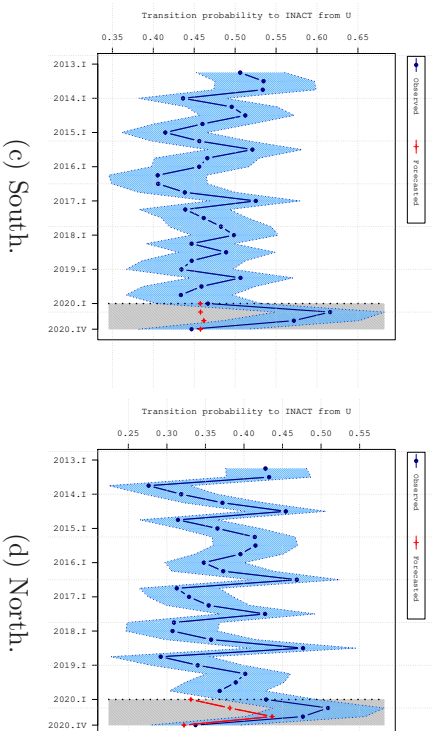 Transition probability to INACT from U
0.35 0.40 0.45 0.50 0.55 0.60 0.65
2013.I
2014.I
2015.I
2016.I
2017.I
2018.I
2019.I
2020.I
2020.IV
Observed
Forecasted
(c) South.
Transition probability to INACT from U
0.25 0.30 0.35 0.40 0.45 0.50 0.55
2013.I
2014.I
2015.I
2016.I
2017.I
2018.I
2019.I
2020.I
2020.IV
Observed
Forecasted
(d) North.